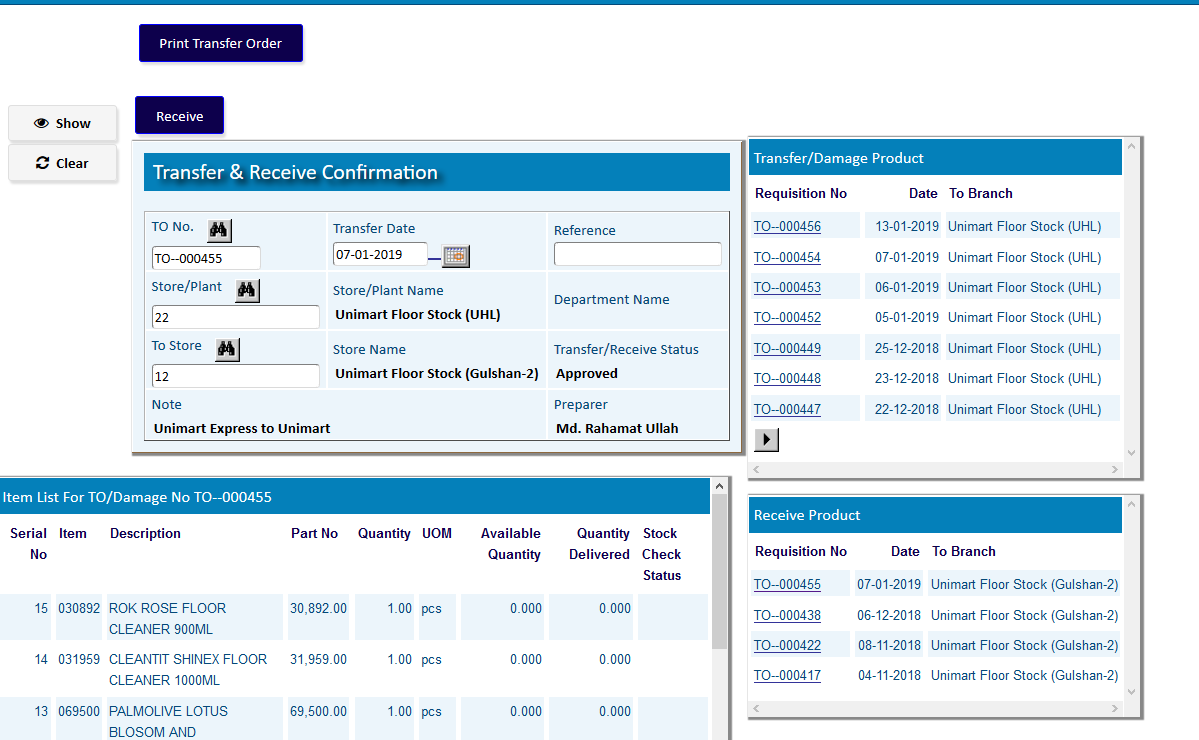 Print Transfer Order
Show
Clear
Receive
Transfer & Receive Confirmation
TO No.
TO--000455
Transfer Date
07-01-2019
Reference
Store/Plant
22
Store/Plant Name
Unimart Floor Stock (UHL)
Department Name
To Store
12
Store Name
Unimart Floor Stock (Gulshan-2)
Transfer/Receive Status
Approved
Note
Unimart Express to Unimart
Preparer
Md. Rahamat Ullah
Transfer/Damage Product
Requisition No Date To Branch
TO--000456 13-01-2019 Unimart Floor Stock (UHL)
TO--000454 07-01-2019 Unimart Floor Stock (UHL)
TO--000453 06-01-2019 Unimart Floor Stock (UHL)
TO--000452 05-01-2019 Unimart Floor Stock (UHL)
TO--000449 25-12-2018 Unimart Floor Stock (UHL)
TO--000448 23-12-2018 Unimart Floor Stock (UHL)
TO--000447 22-12-2018 Unimart Floor Stock (UHL)
Item List For TO/Damage No TO--000455
Serial Item Description Part No Quantity UOM Available Quantity Stock
No Quantity Delivered Check
Status
15 030892 ROK ROSE FLOOR 30,892.00 1.00 pcs 0.000 0.000
CLEANER 900ML
14 031959 CLEANTIT SHINEX FLOOR 31,959.00 1.00 pcs 0.000 0.000
CLEANER 1000ML
13 069500 PALMOLIVE LOTUS 69,500.00 1.00 pcs 0.000 0.000
BLOSOM AND
Receive Product
Requisition No Date To Branch
TO--000455 07-01-2019 Unimart Floor Stock (Gulshan-2)
TO--000438 06-12-2018 Unimart Floor Stock (Gulshan-2)
TO--000422 08-11-2018 Unimart Floor Stock (Gulshan-2)
TO--000417 04-11-2018 Unimart Floor Stock (Gulshan-2)